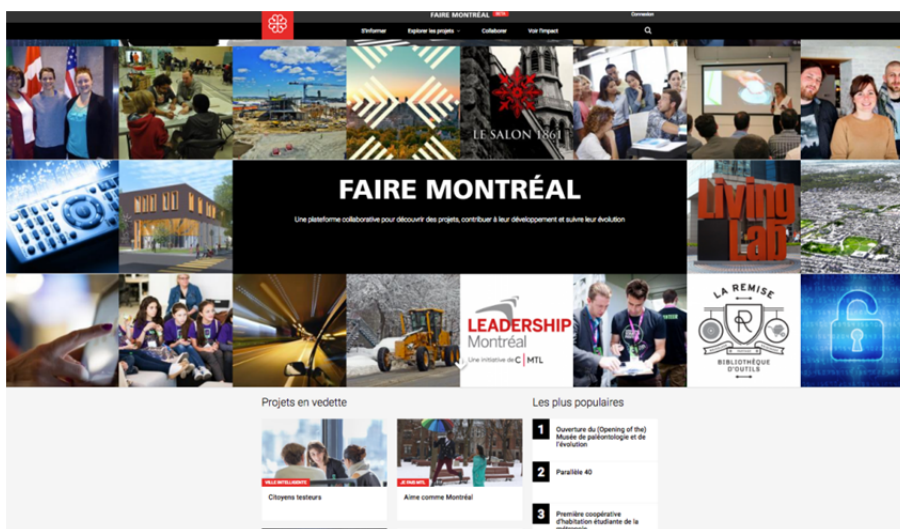 FAIRE MONTRÉAL BETA
Connexion
S'informer Explorer les projets Collaborer Voir l'impact
LE SALON 1861
FAIRE MONTRÉAL
Une plateforme collaborative pour découvrir des projets, contribuer à leur développement et suivre leur évolution
Living
Lab
LEADERSHIP
Montréal
Une initiative de C | MTL
LA REMISE
R
BIBLIOTHÈQUE
D'OUTILS
Projets en vedette
Les plus populaires
VILLE INTELLIGENTE
Citoyens testeurs
JE FAIS MTL
Aime comme Montréal
1
Ouverture du (Opening of the)
Musée de paléontologie et de
l'évolution
2
Parallèle 40
3
Première coopérative
d'habitation étudiante de la
métropole